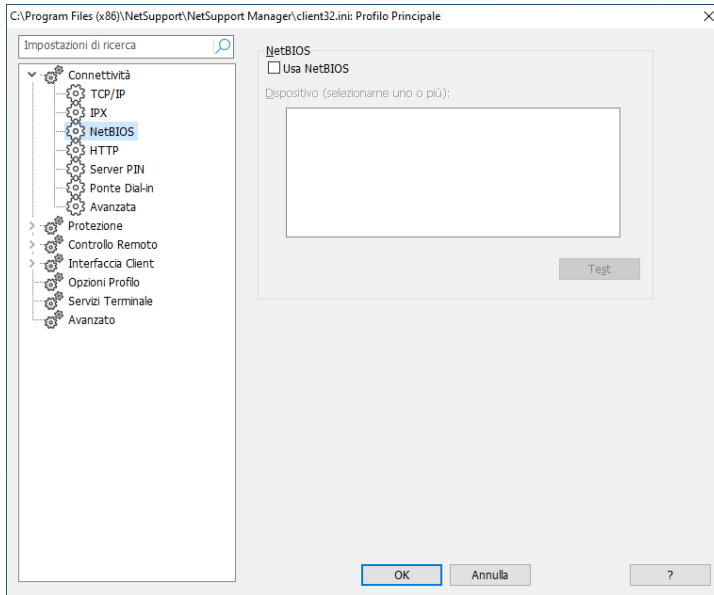 C:\Program Files (x86)\NetSupport\NetSupport Manager\client32.ini: Profilo Principale
Impostazioni di ricerca
Connettività
TCP/IP
IPX
NetBIOS
HTTP
Server PIN
Ponte Dial-in
Avanzata
Protezione
Controllo Remoto
Interfaccia Client
Opzioni Profilo
Servizi Terminale
Avanzato
NetBIOS
Usa NetBIOS
Dispositivo (selezionarne uno o più):
Test
OK
Annulla
?